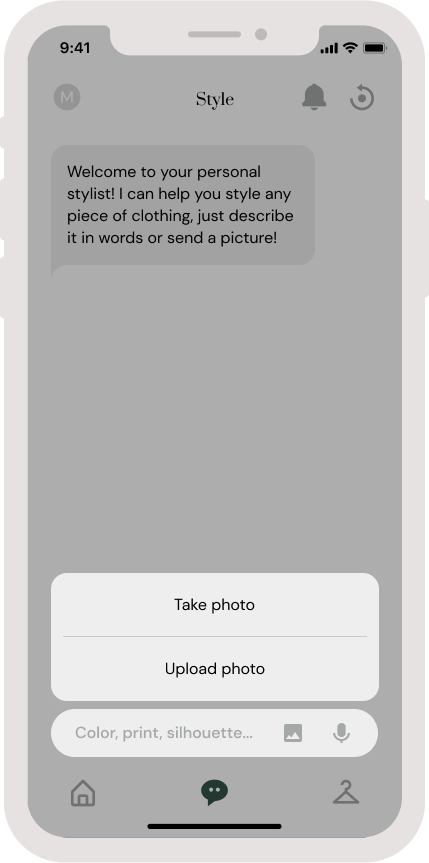 9:41
M
Style
Welcome to your personal
stylist! I can help you style any
piece of clothing, just describe
it in words or send a picture!
Take photo
Upload photo
Color, print, silhouette...